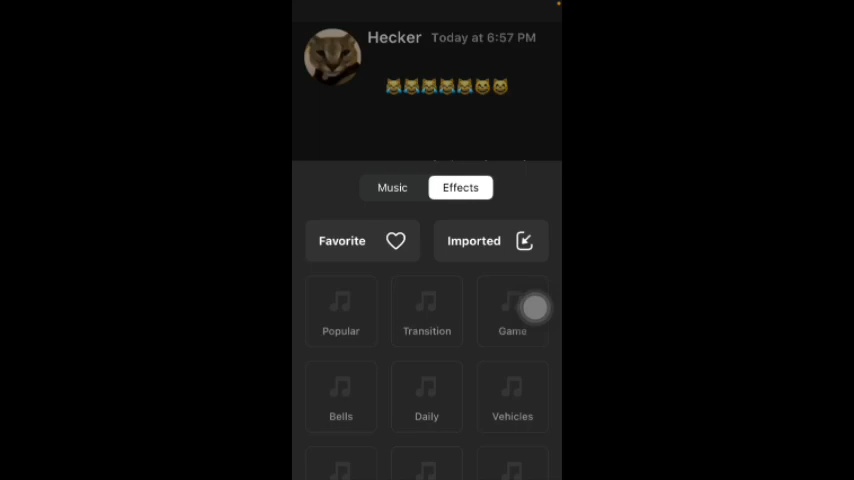 Hecker Today at 6:57 PM
😹😹😹😹😹😺😺
Music Effects
Favorite Imported
Popular Transition Game
Bells Daily Vehicles